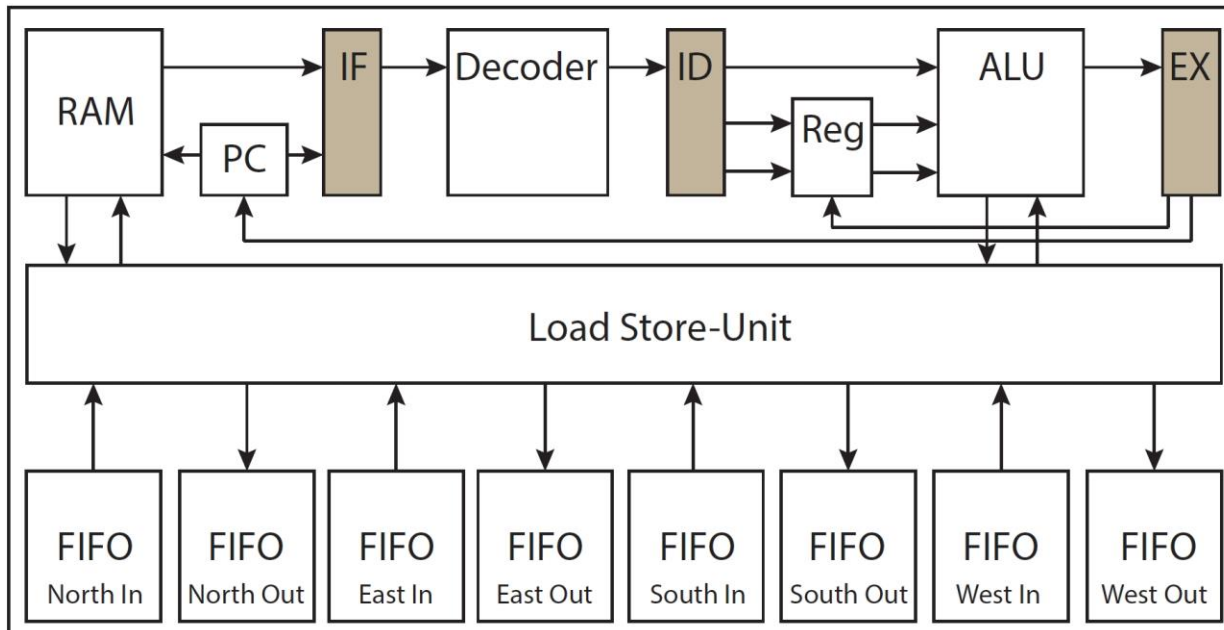 RAM
PC
IF
Decoder
ID
Reg
ALU
EX
Load Store-Unit
FIFO
North In
FIFO
North Out
FIFO
East In
FIFO
East Out
FIFO
South In
FIFO
South Out
FIFO
West In
FIFO
West Out